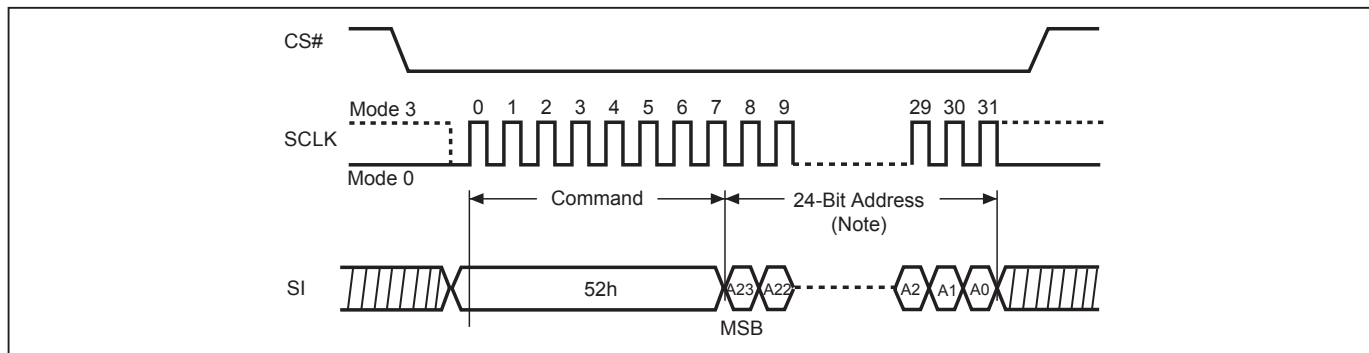 CS#
Mode 3
0 1 2 3 4 5 6 7 8 9 29 30 31
SCLK
Mode 0
Command
24-Bit Address
(Note)
SI
52h
A23 A22
A2 A1 A0
MSB